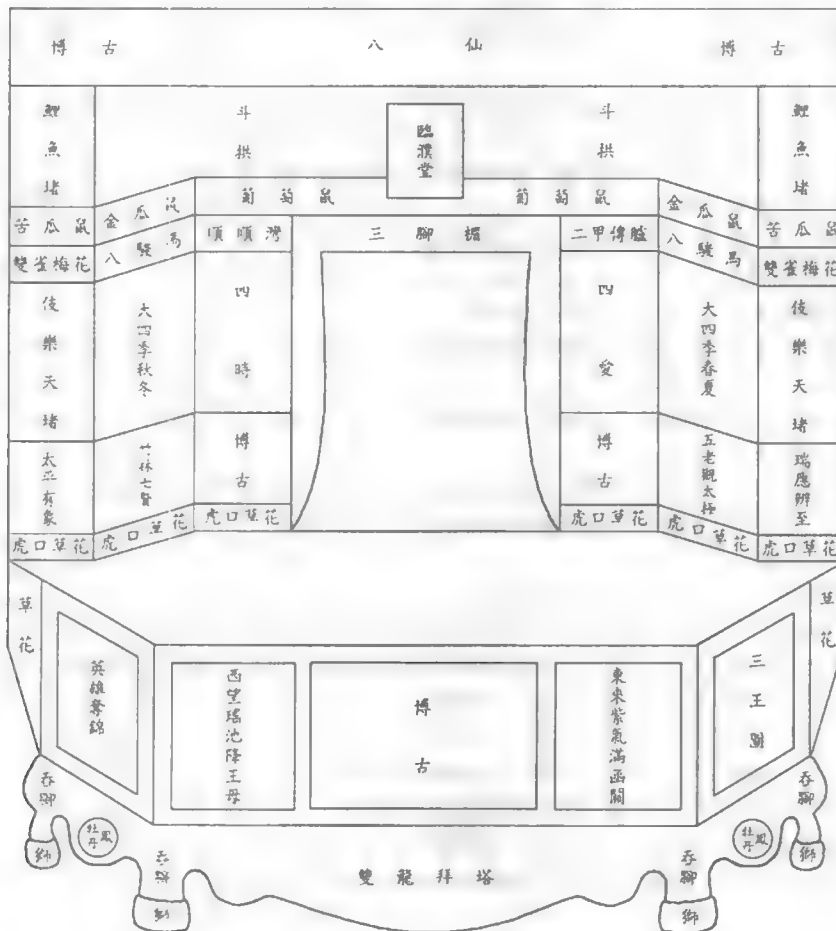 博古
八仙
博古
鯉魚堵
斗拱
臨濮堂
斗拱
鯉魚堵
葡萄鼠
葡萄鼠
苦瓜鼠
金瓜鼠
金瓜鼠
苦瓜鼠
雙雀梅花
八駿馬
項項灣
三腳楣
二甲傳臚
八駿馬
雙雀梅花
伎樂天堵
大四季秋冬
四時
四愛
大四季春夏
伎樂天堵
太平有象
竹林七賢
博古
博古
五老觀太極
瑞應辨至
虎口草花
虎口草花
虎口草花
虎口草花
虎口草花
虎口草花
草花
英雄奪錦
西望瑤池降王母
博古
東來紫氣滿函關
三王
草花
吞腳
吞腳
獅
牡丹鳳
牡丹鳳
獅
吞腳
雙龍拜塔
吞腳
獅
獅